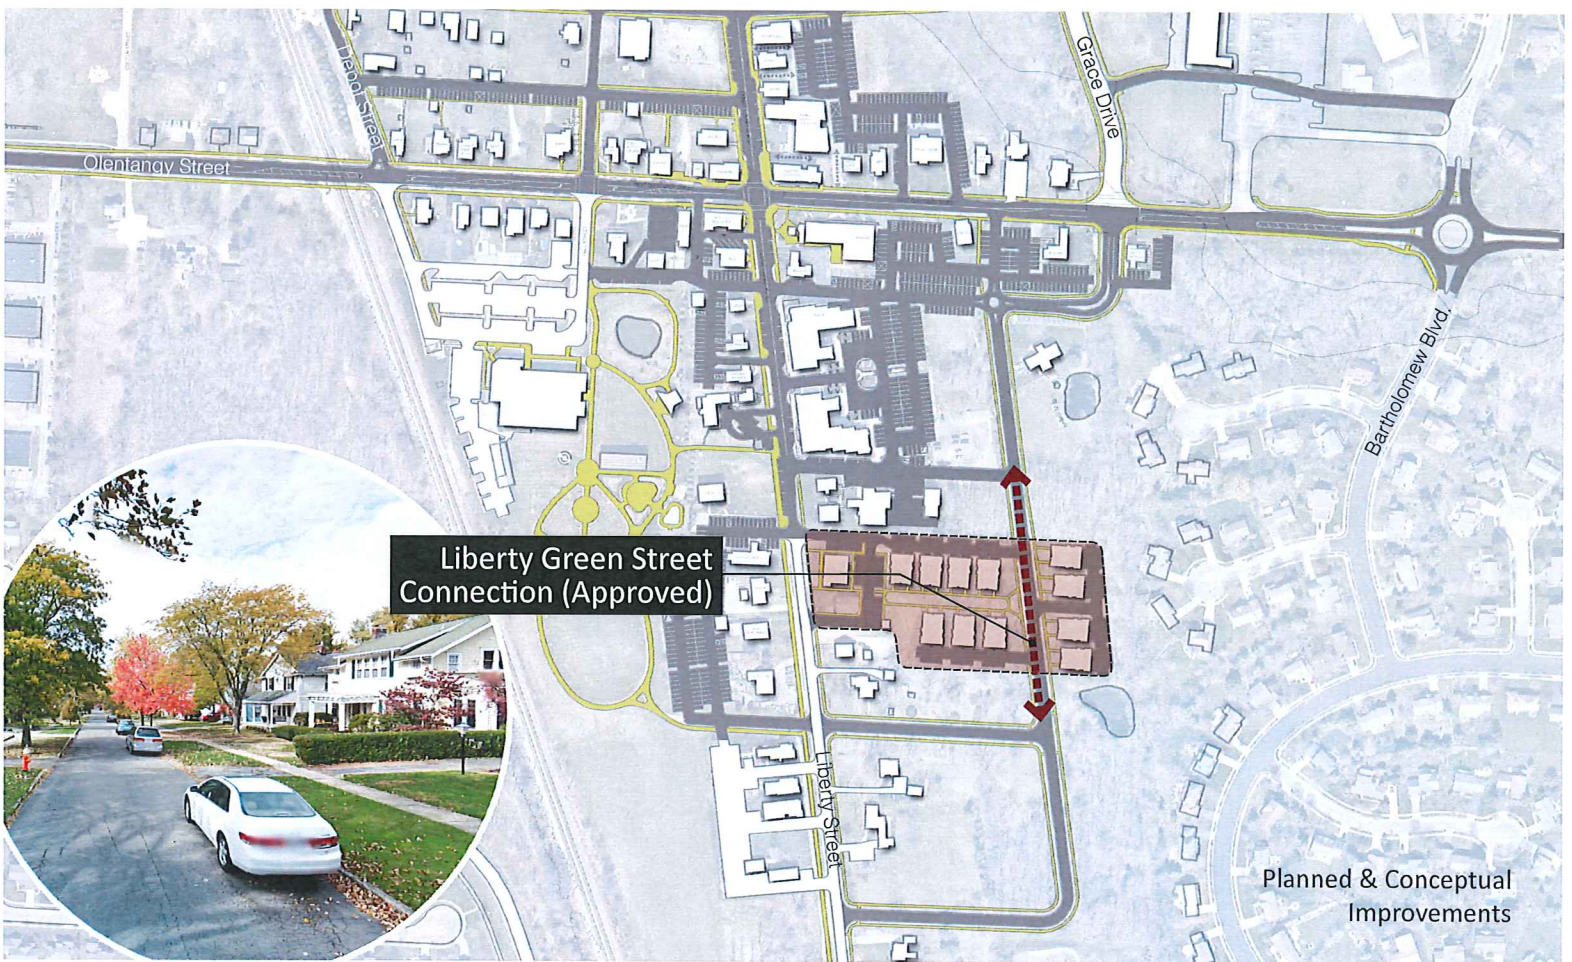 Depot Street
Grace Drive
Olentangy Street
Bartholomew Blvd.
Liberty Green Street
Connection (Approved)
Liberty Street
Planned & Conceptual
Improvements